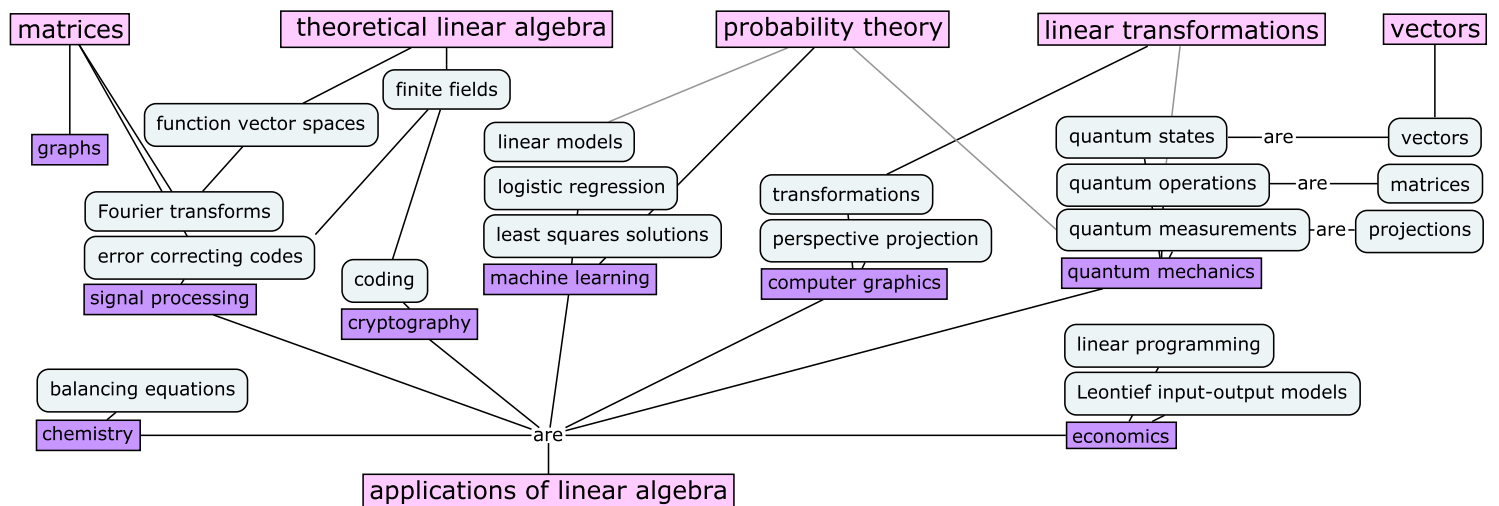 matrices
theoretical linear algebra
probability theory
linear transformations
vectors
finite fields
function vector spaces
graphs
linear models
quantum states
are
vectors
logistic regression
transformations
quantum operations
are
matrices
Fourier transforms
least squares solutions
perspective projection
quantum measurements
are
projections
error correcting codes
coding
machine learning
computer graphics
quantum mechanics
signal processing
cryptography
linear programming
balancing equations
Leontief input-output models
chemistry
are
economics
applications of linear algebra